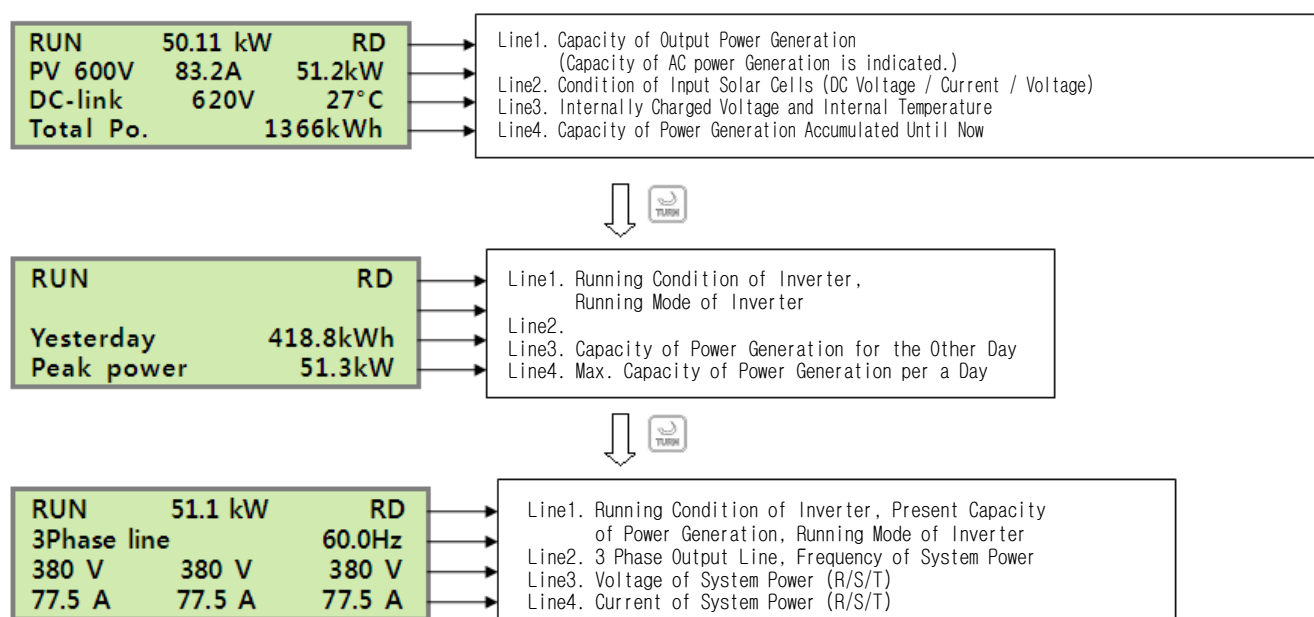 RUN 50.11 kW RD
PV 600V 83.2A 51.2kW
DC-link 620V 27°C
Total Po. 1366kWh
Line1. Capacity of Output Power Generation
(Capacity of AC power Generation is indicated.)
Line2. Condition of Input Solar Cells (DC Voltage / Current / Voltage)
Line3. Internally Charged Voltage and Internal Temperature
Line4. Capacity of Power Generation Accumulated Until Now
TURN
RUN RD
Yesterday 418.8kWh
Peak power 51.3kW
Line1. Running Condition of Inverter,
Running Mode of Inverter
Line2.
Line3. Capacity of Power Generation for the Other Day
Line4. Max. Capacity of Power Generation per a Day
TURN
RUN 51.1 kW RD
3Phase line 60.0Hz
380 V 380 V 380 V
77.5 A 77.5 A 77.5 A
Line1. Running Condition of Inverter, Present Capacity
of Power Generation, Running Mode of Inverter
Line2. 3 Phase Output Line, Frequency of System Power
Line3. Voltage of System Power (R/S/T)
Line4. Current of System Power (R/S/T)